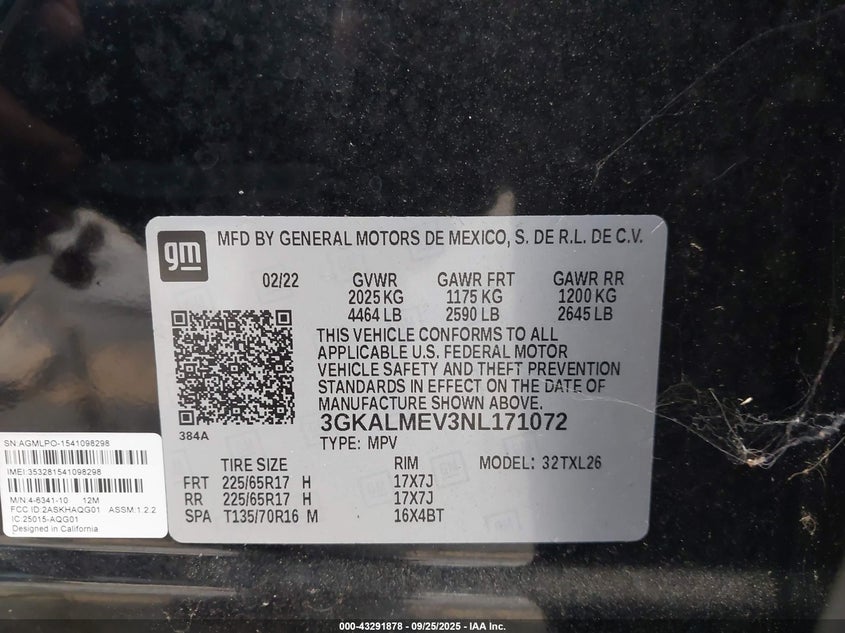 gm
MFD BY GENERAL MOTORS DE MEXICO, S. DE R.L. DE C.V.
02/22 GVWR GAWR FRT GAWR RR
2025 KG 1175 KG 1200 KG
4464 LB 2590 LB 2645 LB
THIS VEHICLE CONFORMS TO ALL
APPLICABLE U.S. FEDERAL MOTOR
VEHICLE SAFETY AND THEFT PREVENTION
STANDARDS IN EFFECT ON THE DATE OF
MANUFACTURE SHOWN ABOVE.
384A
3GKALMEV3NL171072
TYPE: MPV
TIRE SIZE RIM MODEL: 32TXL26
FRT 225/65R17 H 17X7J
RR 225/65R17 H 17X7J
SPA T135/70R16 M 16X4BT
SN:AGMLPO-1541098298
IMEI:353281541098298
M/N:4-6341-10 12M
FCC ID:2ASKHAQG01 ASSM:1.2.2
IC:25015-AQG01
Designed in California
000-43291878 - 09/25/2025 - IAA Inc.